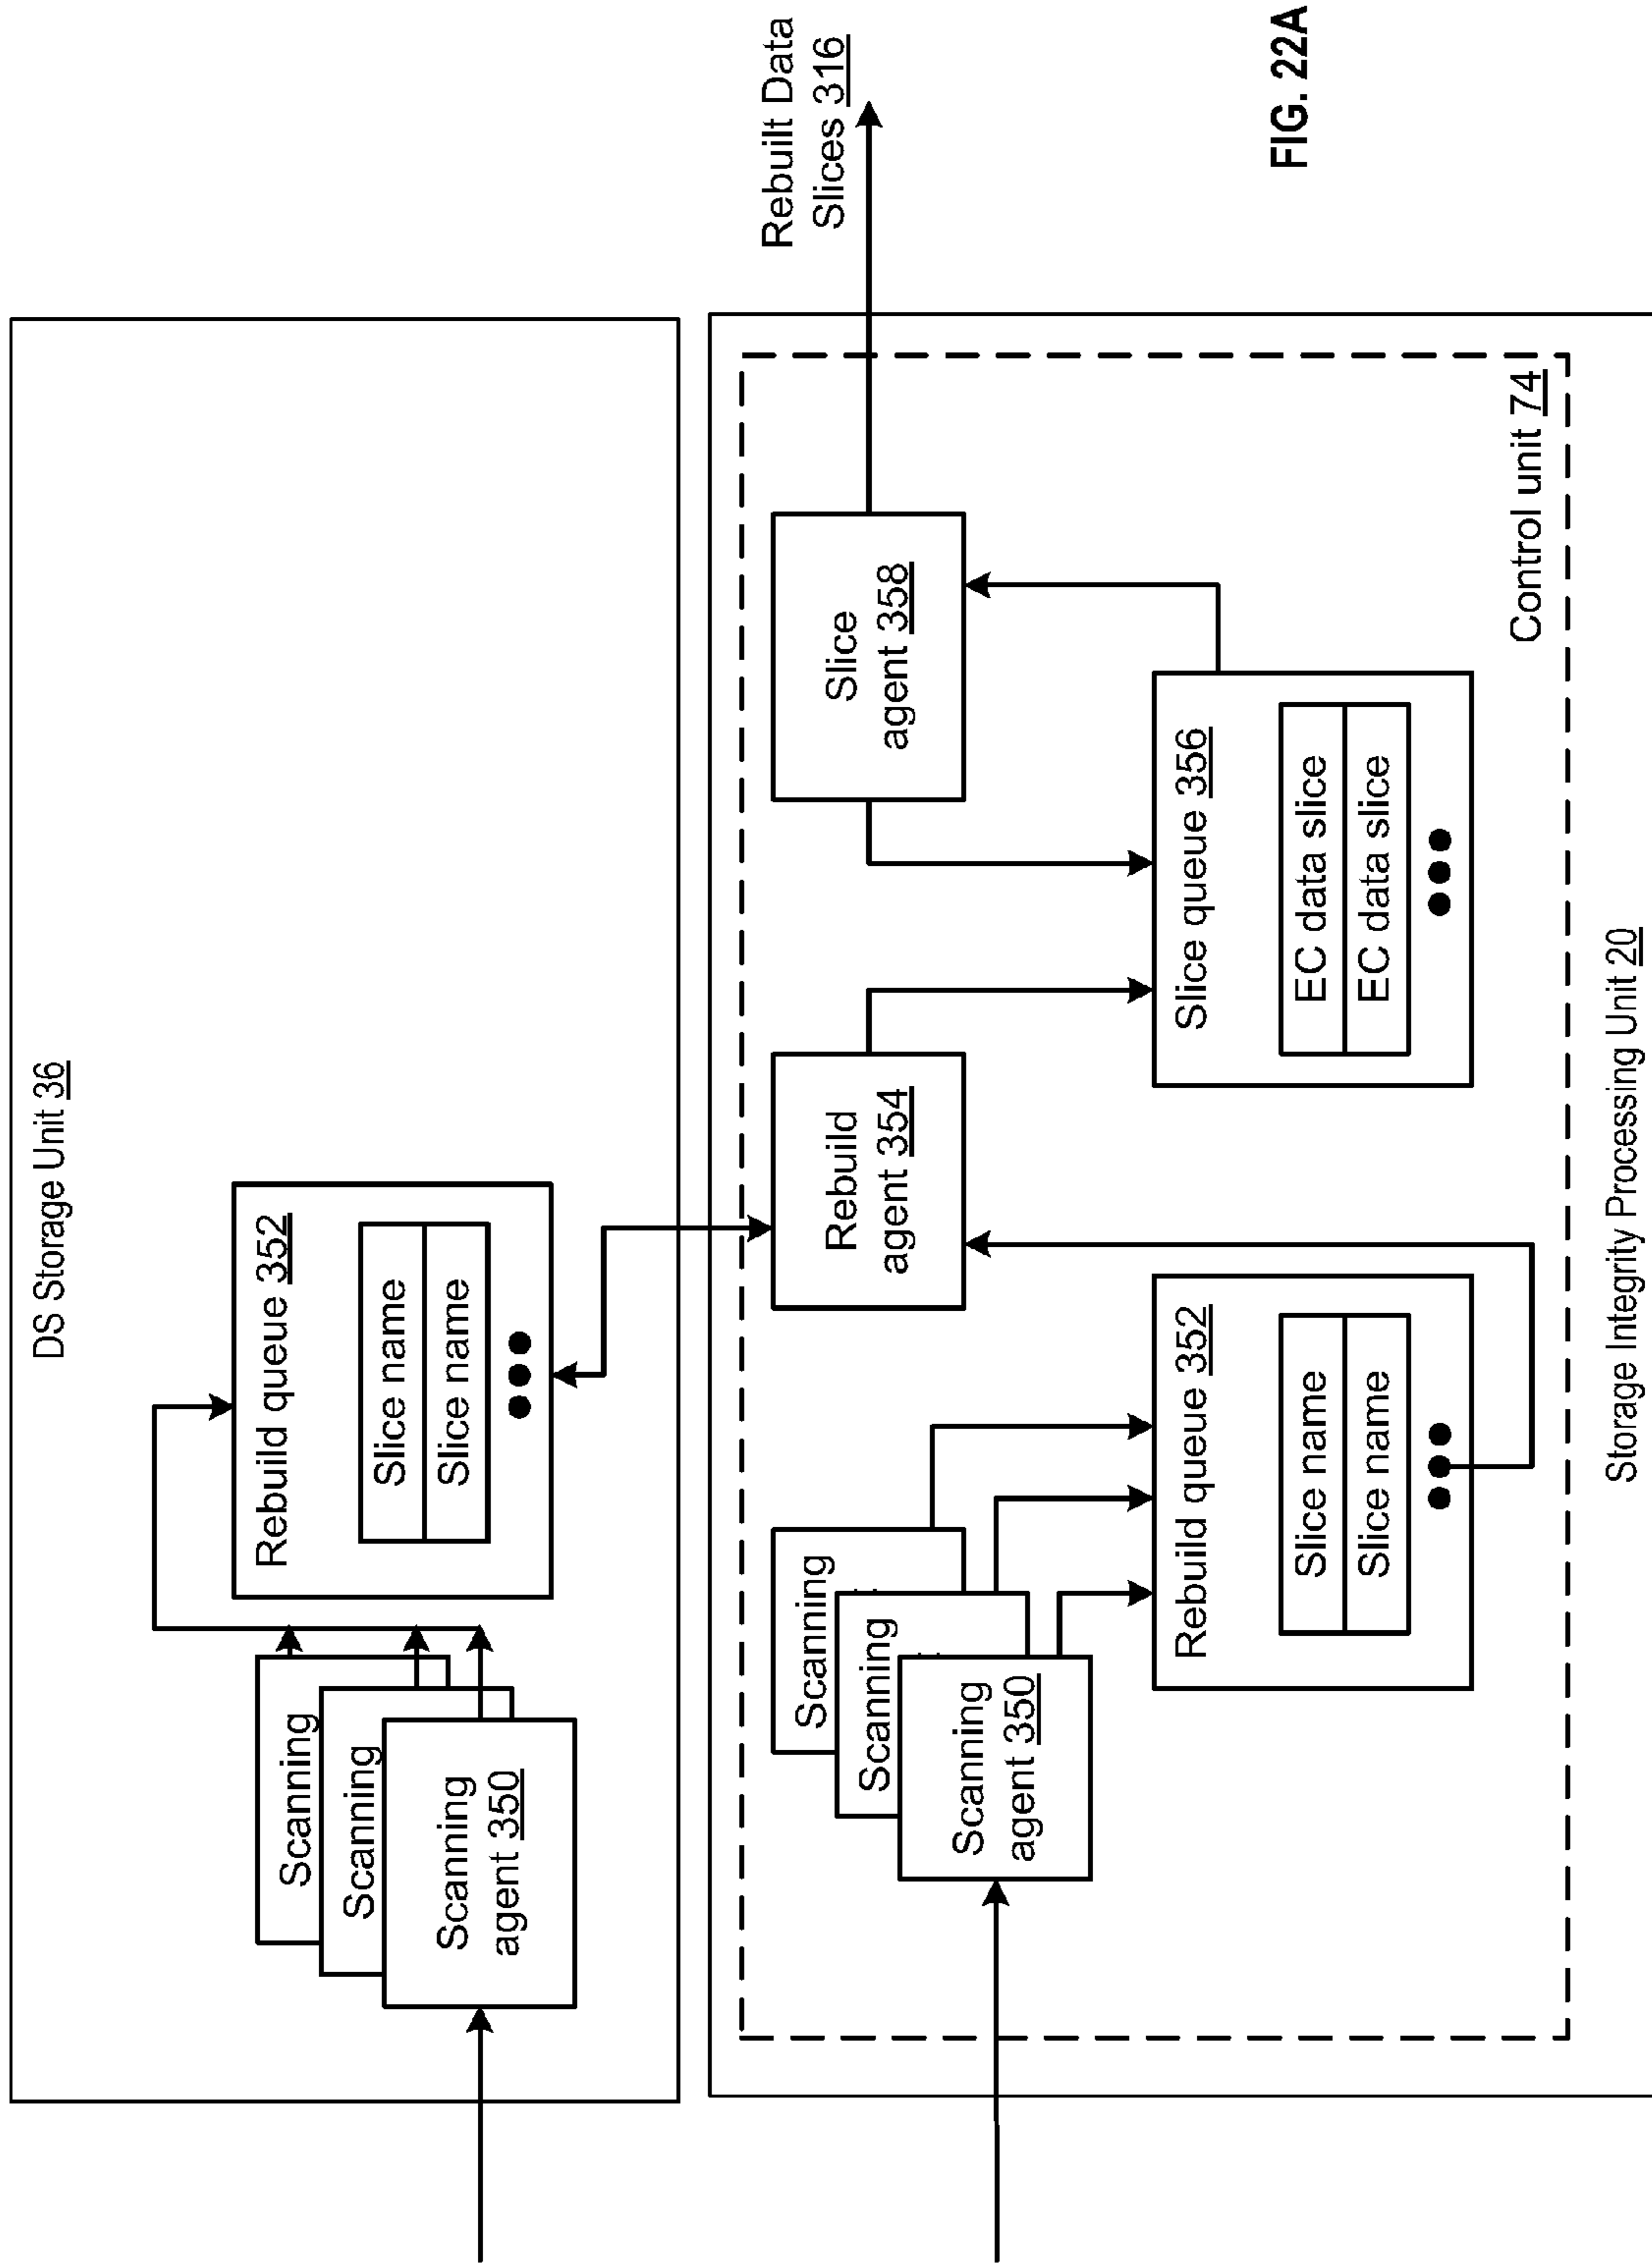 DS Storage Unit 36
Scanning
Scanning
Scanning
agent 350
Rebuild queue 352
Slice name
Slice name
Scanning
Scanning
Scanning
agent 350
Rebuild queue 352
Slice name
Slice name
Rebuild
agent 354
Slice queue 356
EC data slice
EC data slice
Slice
agent 358
Control unit 74
Storage Integrity Processing Unit 20
Rebuilt Data
Slices 316
FIG. 22A